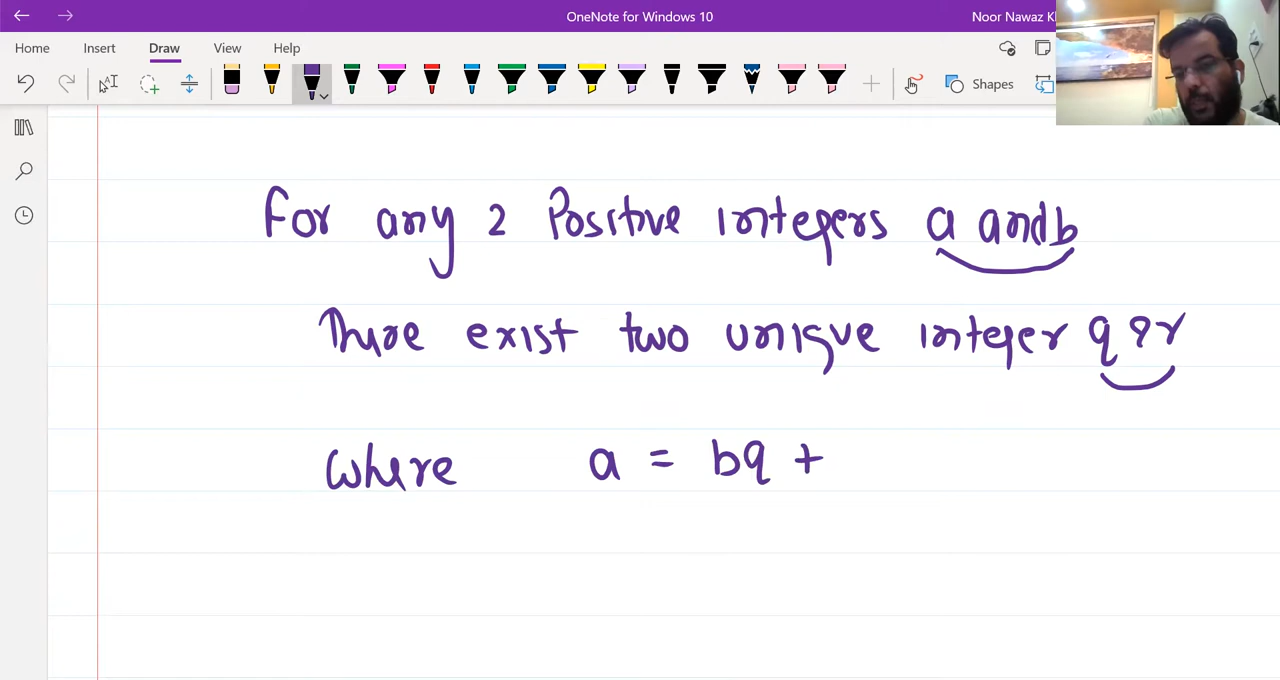 OneNote for Windows 10
Noor Nawaz Kh
Home Insert Draw View Help
Shapes
For any 2 Positive integers a and b
There exist two unique integer q & r
where a = bq +